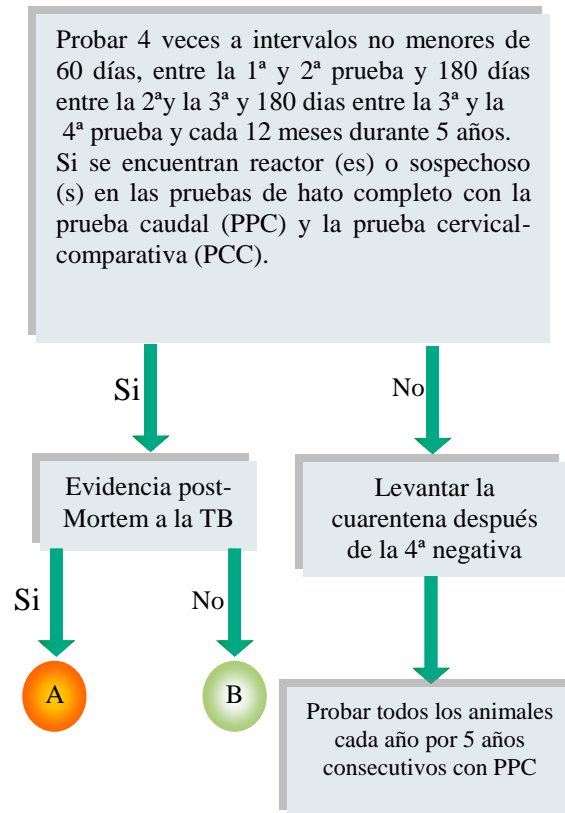 Probar 4 veces a intervalos no menores de
60 días, entre la 1ª y 2ª prueba y 180 días
entre la 2ªy la 3ª y 180 dias entre la 3ª y la
4ª prueba y cada 12 meses durante 5 años.
Si se encuentran reactor (es) o sospechoso
(s) en las pruebas de hato completo con la
prueba caudal (PPC) y la prueba cervical-
comparativa (PCC).
Si
No
Evidencia post-
Mortem a la TB
Levantar la
cuarentena después
de la 4ª negativa
Si
No
A
B
Probar todos los animales
cada año por 5 años
consecutivos con PPC